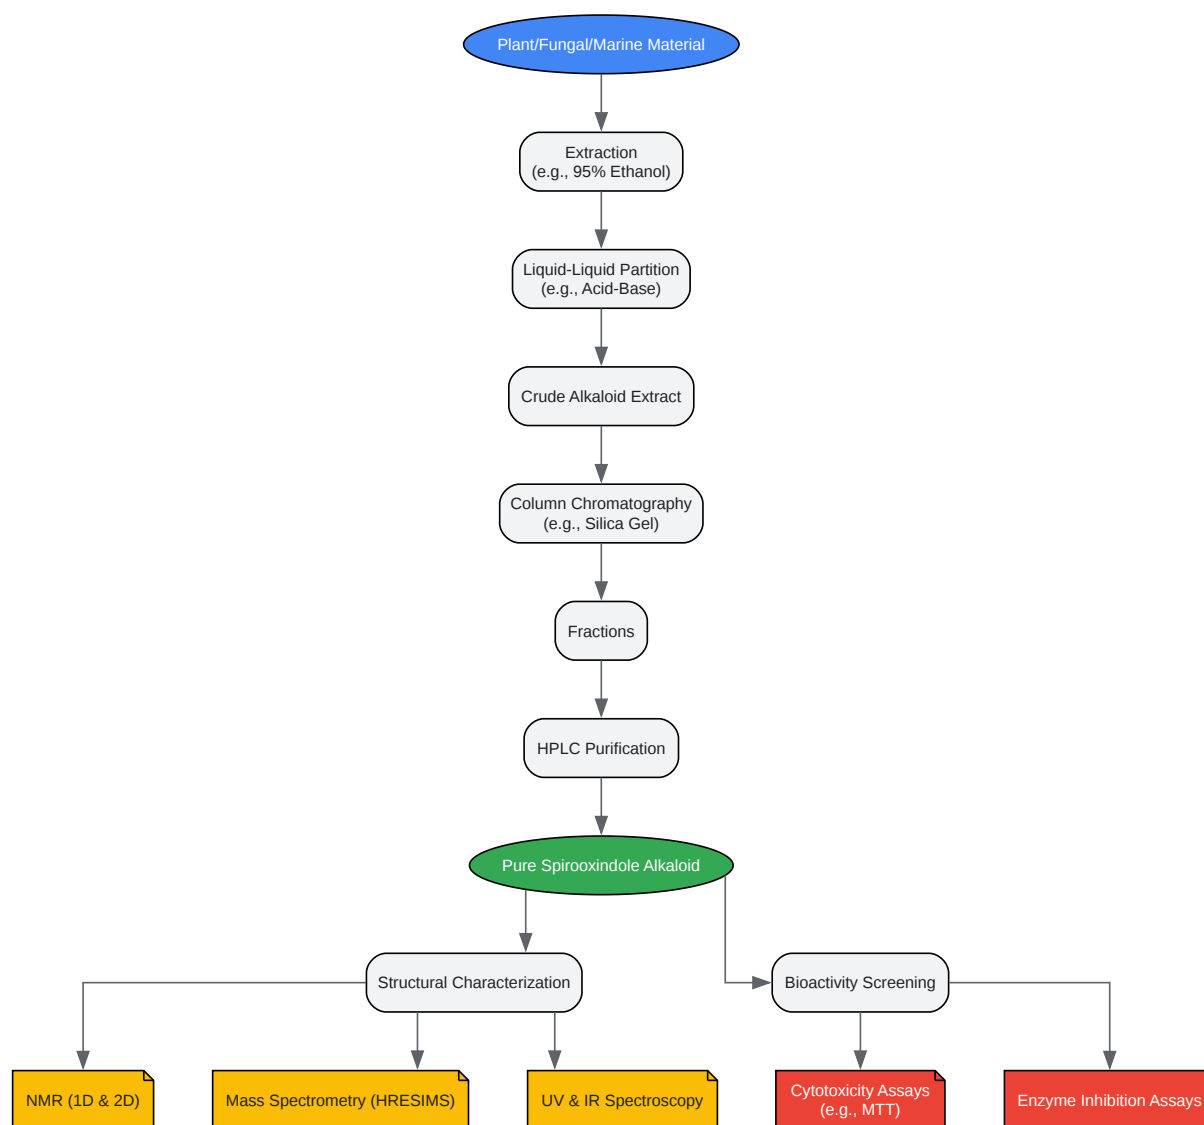 Plant/Fungal/Marine Material
Extraction
(e.g., 95% Ethanol)
Liquid-Liquid Partition
(e.g., Acid-Base)
Crude Alkaloid Extract
Column Chromatography
(e.g., Silica Gel)
Fractions
HPLC Purification
Pure Spirooxindole Alkaloid
Structural Characterization
Bioactivity Screening
NMR (1D & 2D)
Mass Spectrometry (HRESIMS)
UV & IR Spectroscopy
Cytotoxicity Assays
(e.g., MTT)
Enzyme Inhibition Assays